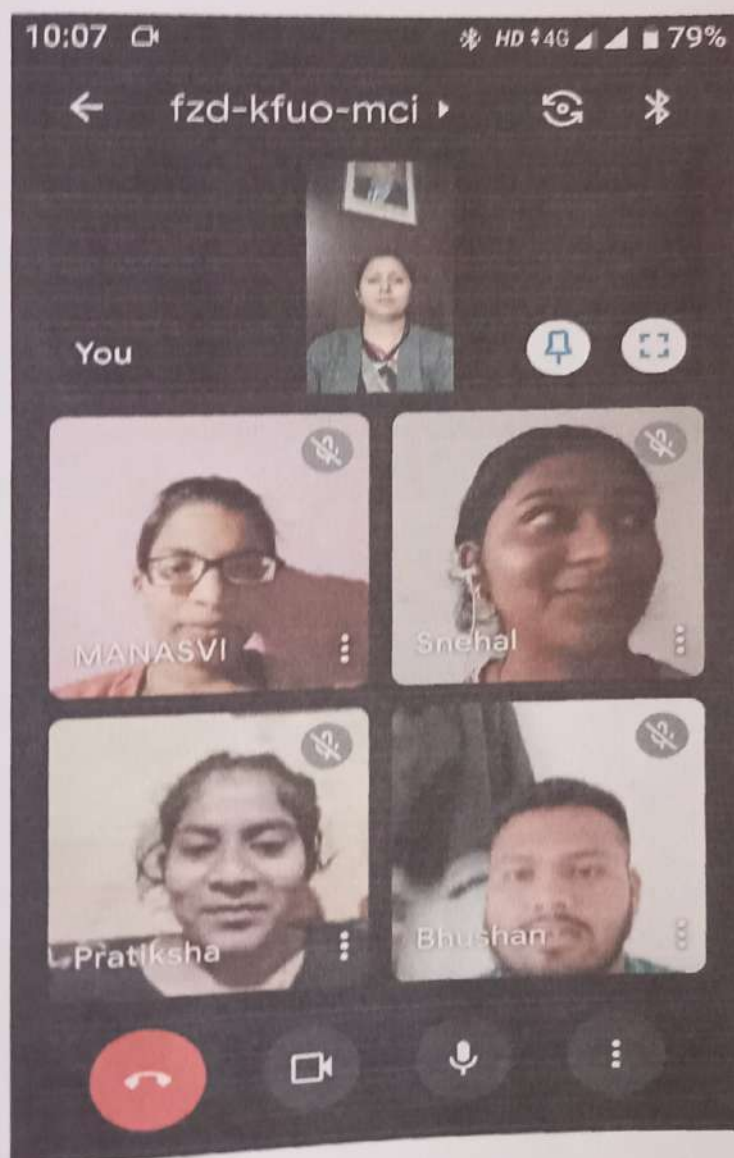 10:07 HD 4G 79%
fzd-kfuo-mci
You
MANASVI
Snehal
Pratiksha
Bhushan